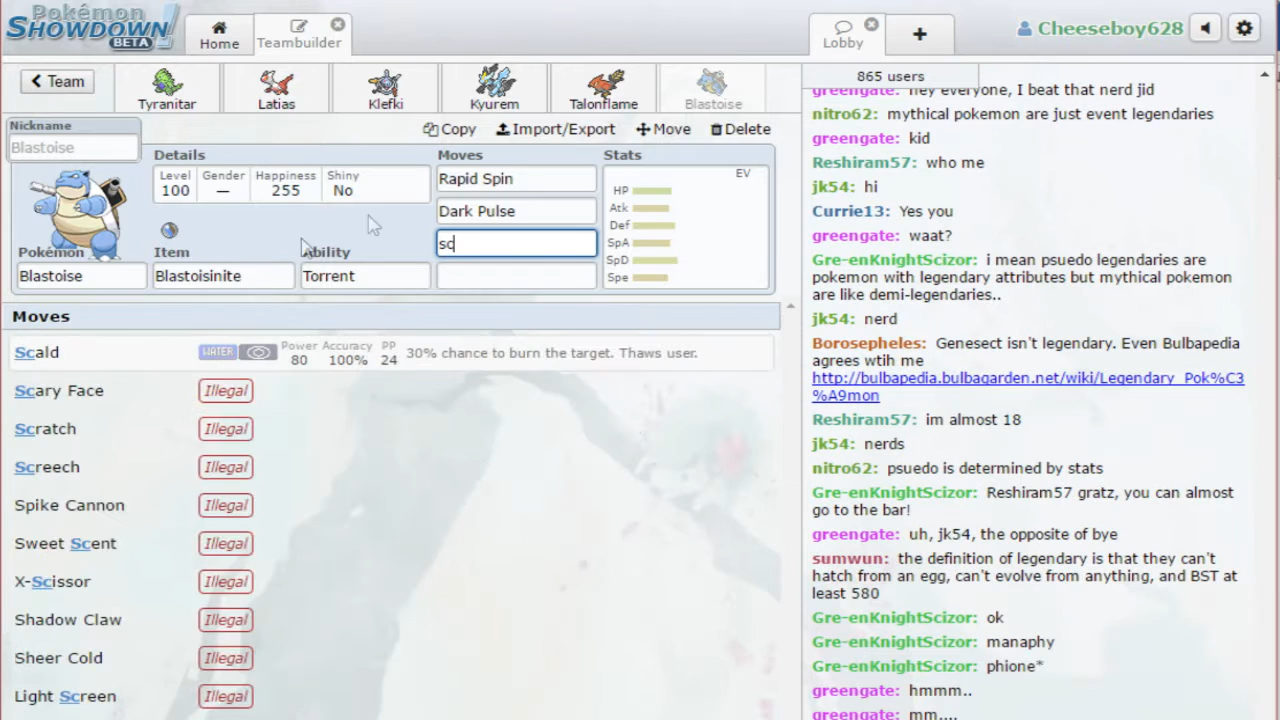 Pokémon
SHOWDOWN!
BETA
Home
Teambuilder
Lobby
+
Cheeseboy628
Team
Tyranitar
Latias
Klefki
Kyurem
Talonflame
Blastoise
Copy
Import/Export
Move
Delete
Nickname
Blastoise
Details
Level
100
Gender
—
Happiness
255
Shiny
No
Pokémon
Blastoise
Item
Blastoisinite
Ability
Torrent
Moves
Rapid Spin
Dark Pulse
sc
Stats
EV
HP
Atk
Def
SpA
SpD
Spe
Moves
Scald WATER Power 80 Accuracy 100% PP 24 30% chance to burn the target. Thaws user.
Scary Face Illegal
Scratch Illegal
Screech Illegal
Spike Cannon Illegal
Sweet Scent Illegal
X-Scissor Illegal
Shadow Claw Illegal
Sheer Cold Illegal
Light Screen Illegal
865 users
greengate: hey everyone, I beat that nerd jid
nitro62: mythical pokemon are just event legendaries
greengate: kid
Reshiram57: who me
jk54: hi
Currie13: Yes you
greengate: waat?
Gre-enKnightScizor: i mean psuedo legendaries are
pokemon with legendary attributes but mythical pokemon
are like demi-legendaries..
jk54: nerd
Borosepheles: Genesect isn't legendary. Even Bulbapedia
agrees wtih me
http://bulbapedia.bulbagarden.net/wiki/Legendary_Pok%C3
%A9mon
Reshiram57: im almost 18
jk54: nerds
nitro62: psuedo is determined by stats
Gre-enKnightScizor: Reshiram57 gratz, you can almost
go to the bar!
greengate: uh, jk54, the opposite of bye
sumwun: the definition of legendary is that they can't
hatch from an egg, can't evolve from anything, and BST at
least 580
Gre-enKnightScizor: ok
Gre-enKnightScizor: manaphy
Gre-enKnightScizor: phione*
greengate: hmmm..
greengate: mm....